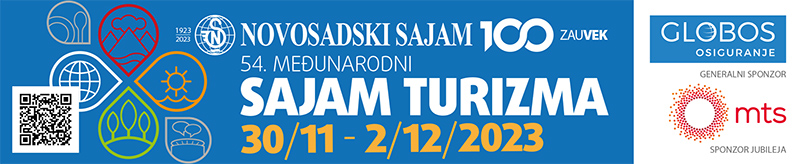 1923
2023
NS
NOVOSADSKI SAJAM 100 ZAUVEK
54. MEĐUNARODNI
SAJAM TURIZMA
30/11 - 2/12/2023
GLOBOS
OSIGURANJE
GENERALNI SPONZOR
mts
SPONZOR JUBILEJA